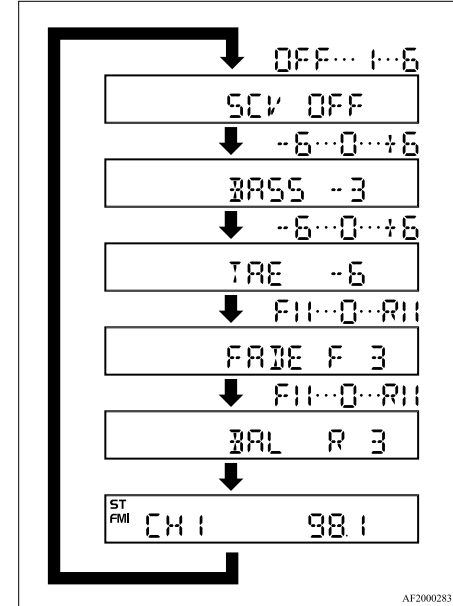 OFF··· 1···6
SCV OFF
-6···0···+6
BASS -3
-6···0···+6
TRE -6
F11···0···R11
FADE F 3
F11···0···R11
BAL R 3
ST
FM1 CH 1 98.1
AF2000283